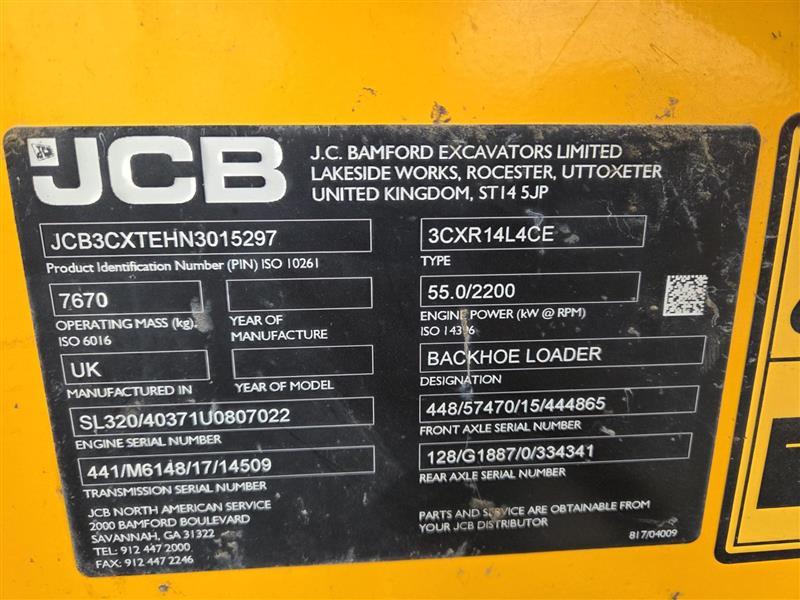 JCB
J.C. BAMFORD EXCAVATORS LIMITED
LAKESIDE WORKS, ROCESTER, UTTOXETER
UNITED KINGDOM, ST14 5JP
JCB3CXTEHN3015297
Product Identification Number (PIN) ISO 10261
3CXR14L4CE
TYPE
7670
OPERATING MASS (kg).
ISO 6016
YEAR OF
MANUFACTURE
55.0/2200
ENGINE POWER (kW @ RPM)
ISO 14396
UK
MANUFACTURED IN
YEAR OF MODEL
BACKHOE LOADER
DESIGNATION
SL320/40371U0807022
ENGINE SERIAL NUMBER
448/57470/15/444865
FRONT AXLE SERIAL NUMBER
441/M6148/17/14509
TRANSMISSION SERIAL NUMBER
128/G1887/0/334341
REAR AXLE SERIAL NUMBER
JCB NORTH AMERICAN SERVICE
2000 BAMFORD BOULEVARD
SAVANNAH, GA 31322
TEL: 912 447 2000
FAX: 912 447 2246
PARTS AND SERVICE ARE OBTAINABLE FROM
YOUR JCB DISTRIBUTOR
817/04009